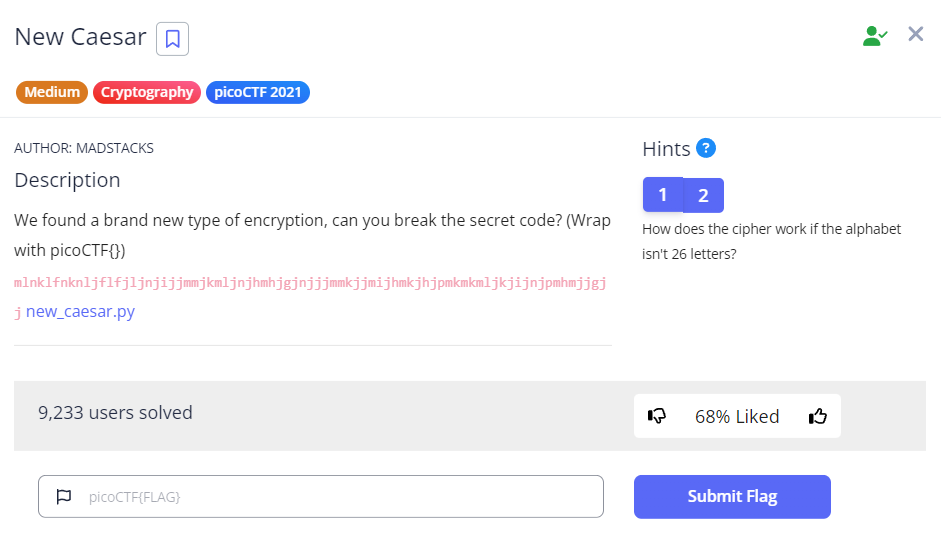 New Caesar
Medium Cryptography picoCTF 2021
AUTHOR: MADSTACKS
Description
We found a brand new type of encryption, can you break the secret code? (Wrap
with picoCTF{})
mlnklfnknljflfjljnjijjmmjkmljnjhmhjgjnjjjmmkjjmijhmkjhjpmkmkmljkjijnjpmhmjjgj
j new_caesar.py
Hints ?
1 2
How does the cipher work if the alphabet
isn't 26 letters?
9,233 users solved
68% Liked
picoCTF{FLAG}
Submit Flag